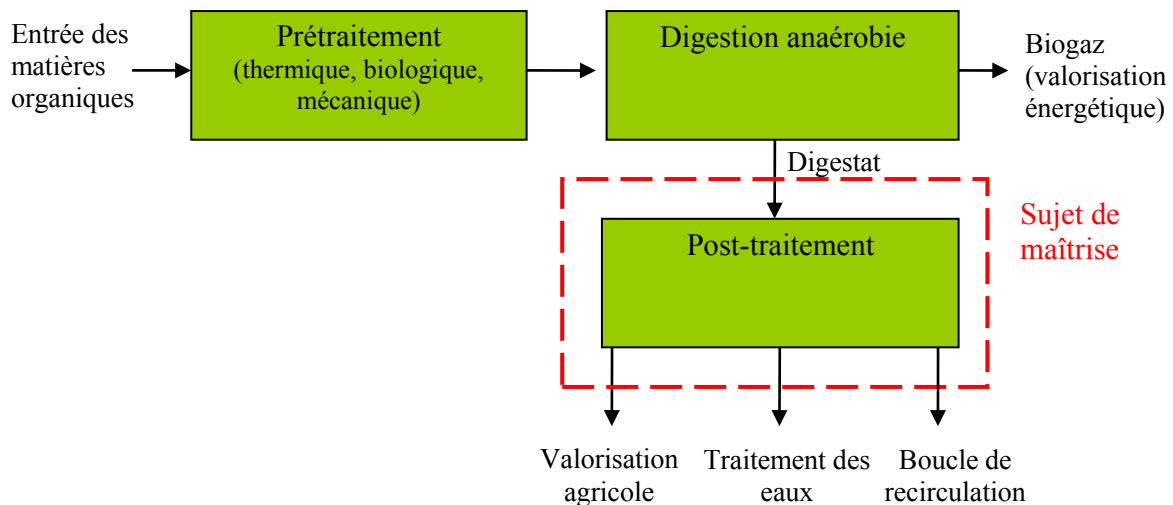 Entrée des
matières
organiques
Prétraitement
(thermique, biologique,
mécanique)
Digestion anaérobie
Biogaz
(valorisation
énergétique)
Digestat
Post-traitement
Sujet de
maîtrise
Valorisation
agricole
Traitement des
eaux
Boucle de
recirculation